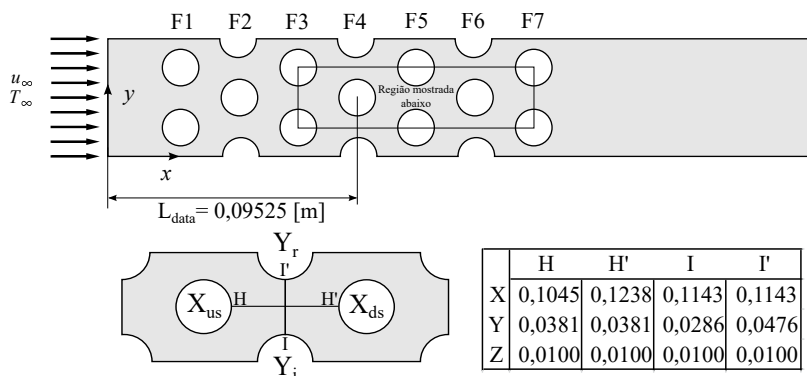 F1 F2 F3 F4 F5 F6 F7
u∞
T∞
y
Região mostrada
abaixo
x
L_data= 0,09525 [m]
Y_r
I'
X_us H H' X_ds
I
Y_i
H H' I I'
X 0,1045 0,1238 0,1143 0,1143
Y 0,0381 0,0381 0,0286 0,0476
Z 0,0100 0,0100 0,0100 0,0100